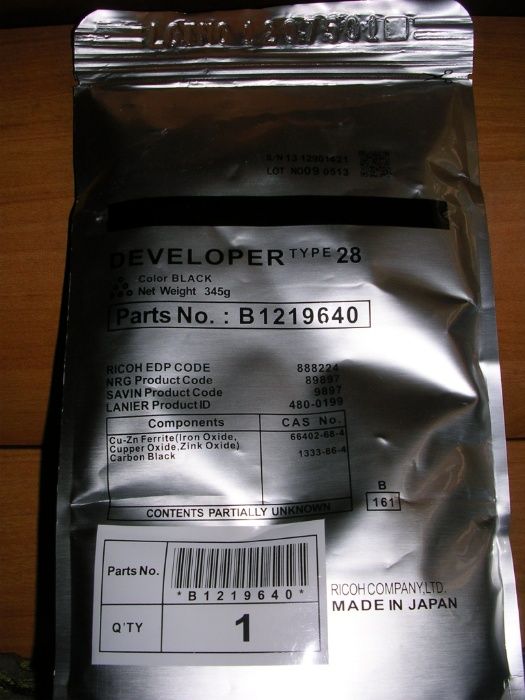 S/N 13 12901621
LOT NO09 0513
DEVELOPER TYPE 28
Color BLACK
Net Weight 345g
Parts No. : B1219640
RICOH EDP CODE 888224
NRG Product Code 89897
SAVIN Product Code 9897
LANIER Product ID 480-0199
Components CAS No.
Cu-Zn Ferrite(Iron Oxide, 66402-68-4
Cupper Oxide,Zink Oxide)
Carbon Black 1333-86-4
B
161
CONTENTS PARTIALLY UNKNOWN
Parts No.
*B1219640*
Q'TY 1
RICOH COMPANY,LTD.
MADE IN JAPAN